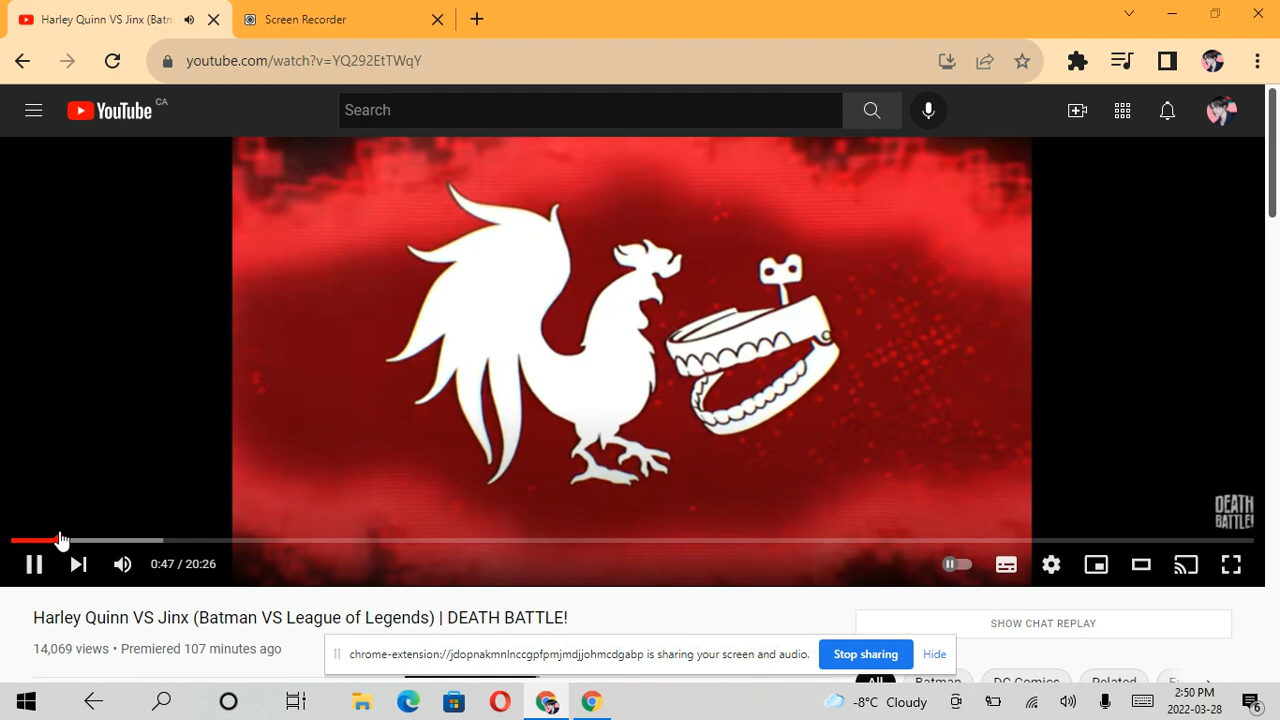 Harley Quinn VS Jinx (Batm
Screen Recorder
youtube.com/watch?v=YQ292EtTWqY
YouTube CA
Search
DEATH BATTLE!
0:47 / 20:26
Harley Quinn VS Jinx (Batman VS League of Legends) | DEATH BATTLE!
SHOW CHAT REPLAY
14,069 views • Premiered 107 minutes ago
chrome-extension://jdopnakmnlnccgpfpmjmdjjohmcdgabp is sharing your screen and audio.
Stop sharing
Hide
All
Batman
DC Comics
Related
-8°C Cloudy
2:50 PM
2022-03-28
6